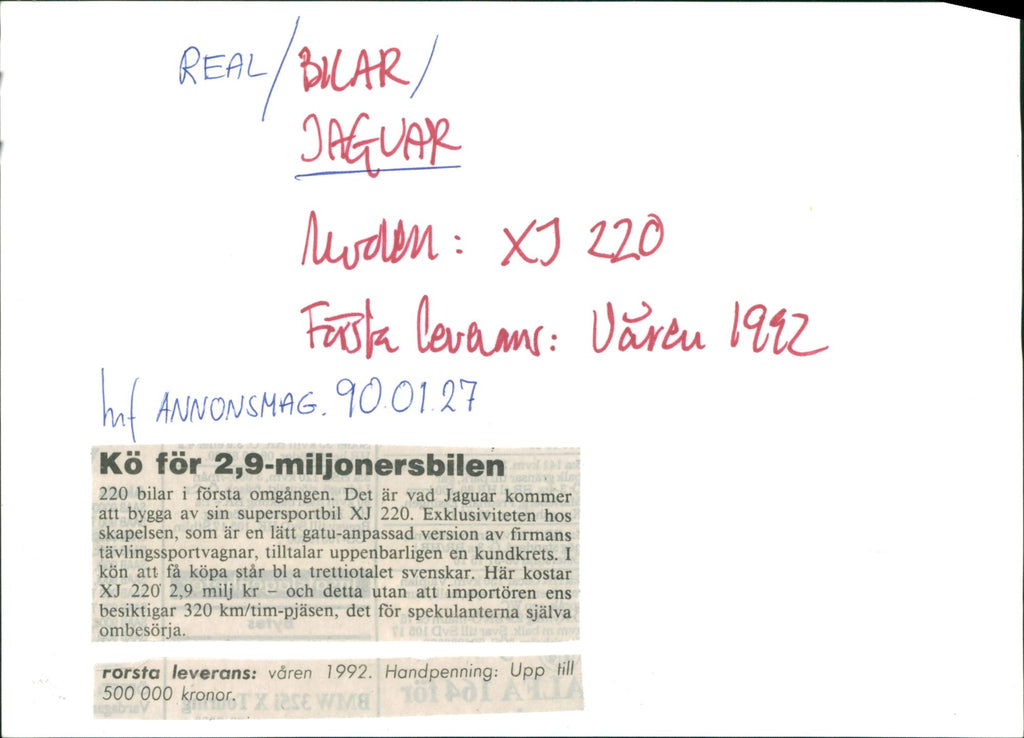 REAL / BILAR /
JAGUAR
Modell: XJ 220
Första leverans: Våren 1992
Inf ANNONSMAG. 90.01.27
Kö för 2,9-miljonersbilen
220 bilar i första omgången. Det är vad Jaguar kommer
att bygga av sin supersportbil XJ 220. Exklusiviteten hos
skapelsen, som är en lätt gatu-anpassad version av firmans
tävlingssportvagnar, tilltalar uppenbarligen en kundkrets. I
kön att få köpa står bl a trettiotalet svenskar. Här kostar
XJ 220 2,9 milj kr – och detta utan att importören ens
besiktigar 320 km/tim-pjäsen, det för spekulanterna själva
ombesörja.
rorsta leverans: våren 1992. Handpenning: Upp till
500 000 kronor.